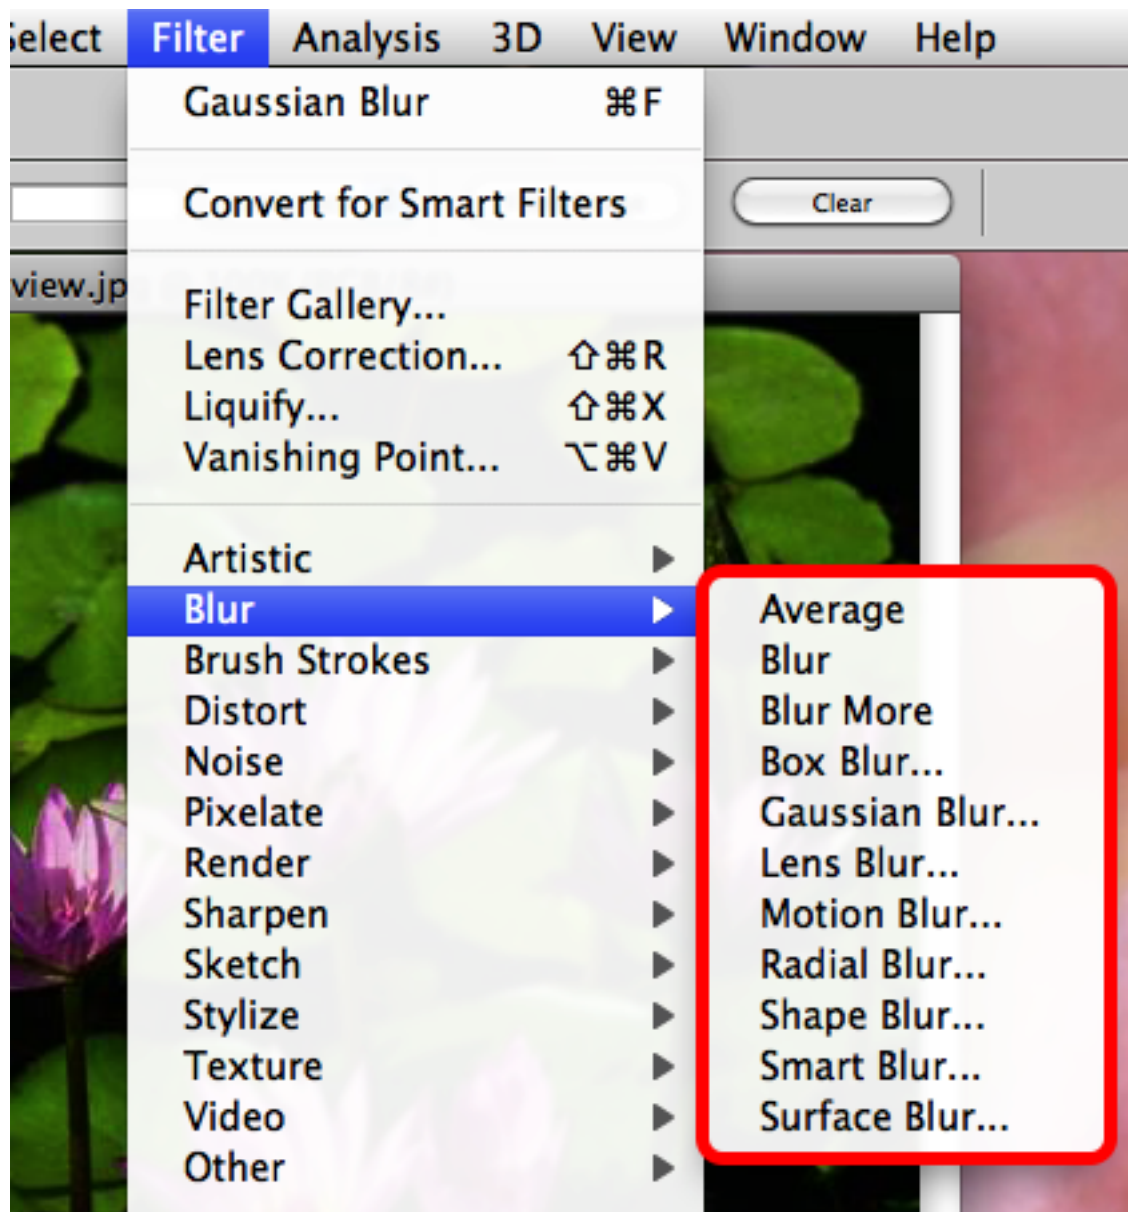 Select Filter Analysis 3D View Window Help
Gaussian Blur ⌘F
Convert for Smart Filters
Clear
view.jp
Filter Gallery...
Lens Correction... ⇧⌘R
Liquify... ⇧⌘X
Vanishing Point... ⌥⌘V
Artistic
Blur
Brush Strokes
Distort
Noise
Pixelate
Render
Sharpen
Sketch
Stylize
Texture
Video
Other
Average
Blur
Blur More
Box Blur...
Gaussian Blur...
Lens Blur...
Motion Blur...
Radial Blur...
Shape Blur...
Smart Blur...
Surface Blur...